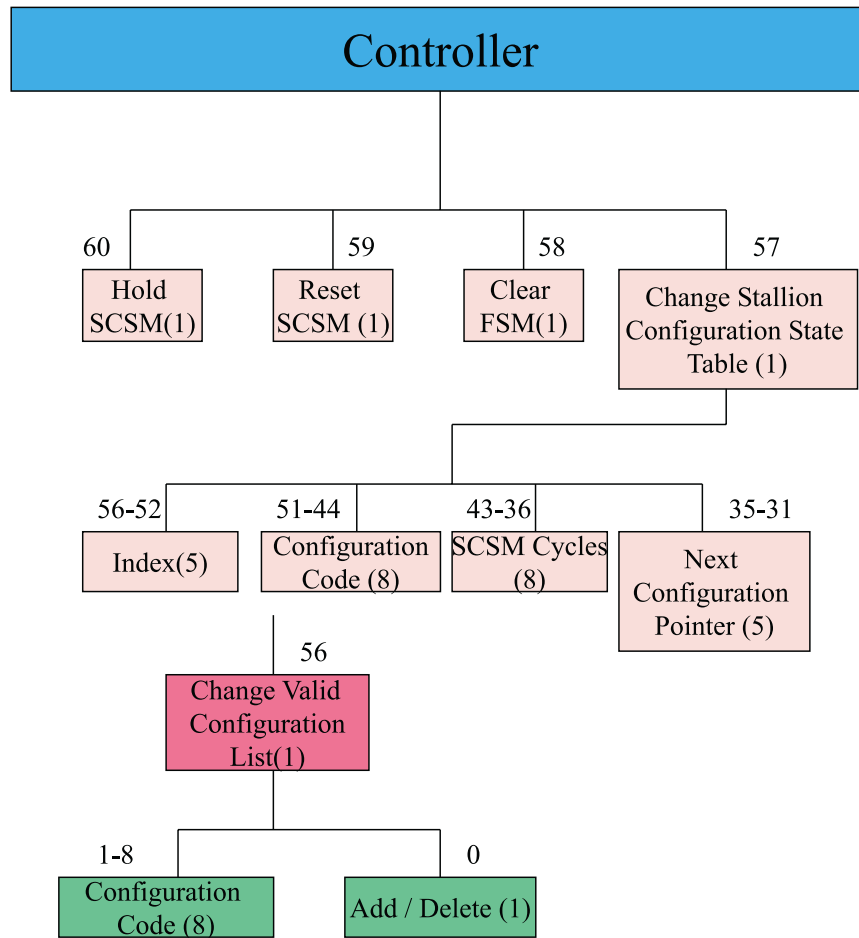 Controller
60
59
58
57
Hold
SCSM(1)
Reset
SCSM (1)
Clear
FSM(1)
Change Stallion
Configuration State
Table (1)
56-52
51-44
43-36
35-31
Index(5)
Configuration
Code (8)
SCSM Cycles
(8)
Next
Configuration
Pointer (5)
56
Change Valid
Configuration
List(1)
1-8
0
Configuration
Code (8)
Add / Delete (1)